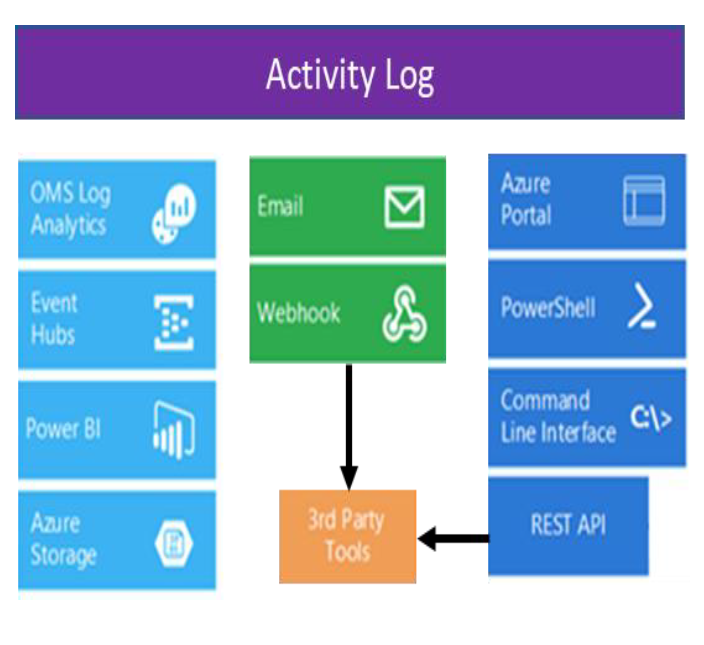 Activity Log
OMS Log
Analytics
Event
Hubs
Power BI
Azure
Storage
Email
Webhook
3rd Party
Tools
Azure
Portal
PowerShell
Command
Line Interface
C:\>
REST API